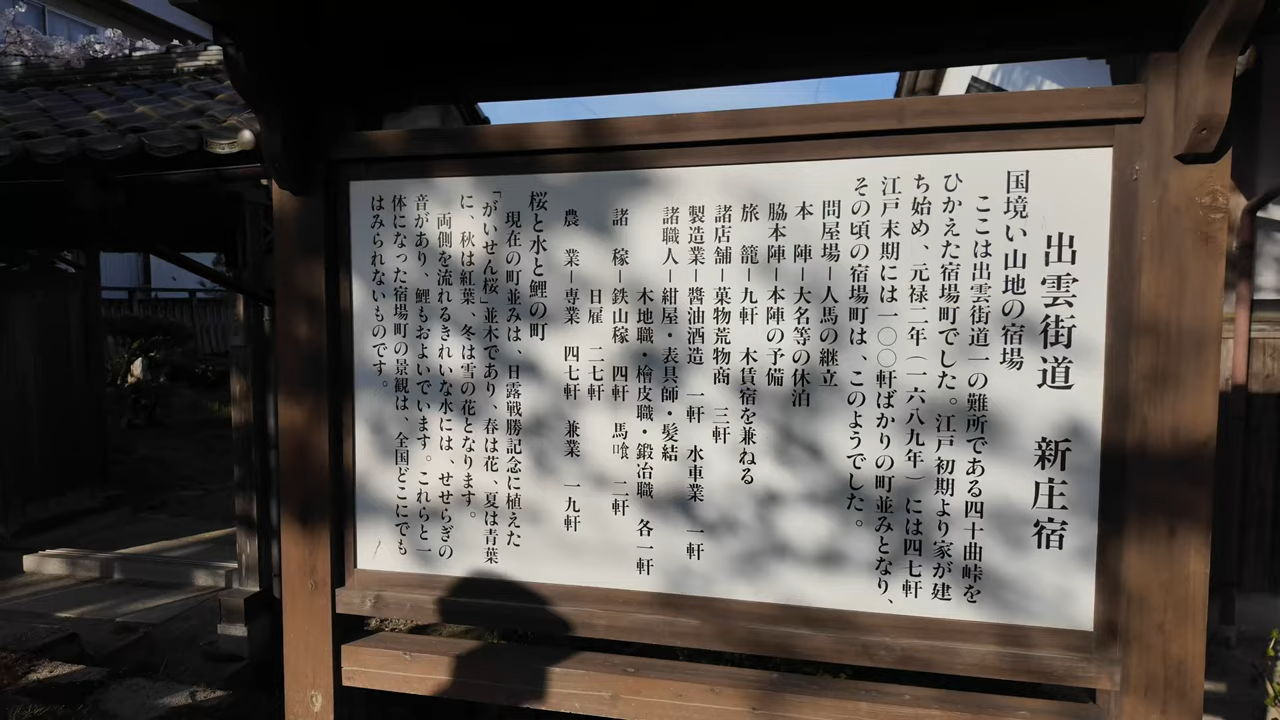 出雲街道　新庄宿
国境い山地の宿場
ここは出雲街道一の難所である四十曲峠を
ひかえた宿場町でした。江戸初期より家が建
ち始め、元禄二年（一六八九年）には四七軒
江戸末期には一〇〇軒ばかりの町並みとなり、
その頃の宿場町は、このようでした。
問屋場－人馬の継立
本　陣－大名等の休泊
脇本陣－本陣の予備
旅　籠－九軒　木賃宿を兼ねる
諸店舗－菓物荒物商　三軒
製造業－醤油酒造　一軒　水車業　一軒
諸職人－紺屋・表具師・髪結
木地職・檜皮職・鍛冶職　各一軒
諸　稼－鉄山稼　四軒　馬喰　二軒
日雇　二七軒
農　業－専業　四七軒　兼業　一九軒
桜と水と鯉の町
現在の町並みは、日露戦勝記念に植えた
「がいせん桜」並木であり、春は花、夏は青葉
に、秋は紅葉、冬は雪の花となります。
両側を流れるきれいな水には、せせらぎの
音があり、鯉もおよいでいます。これらと一
体になった宿場町の景観は、全国どこにでも
はみられないものです。